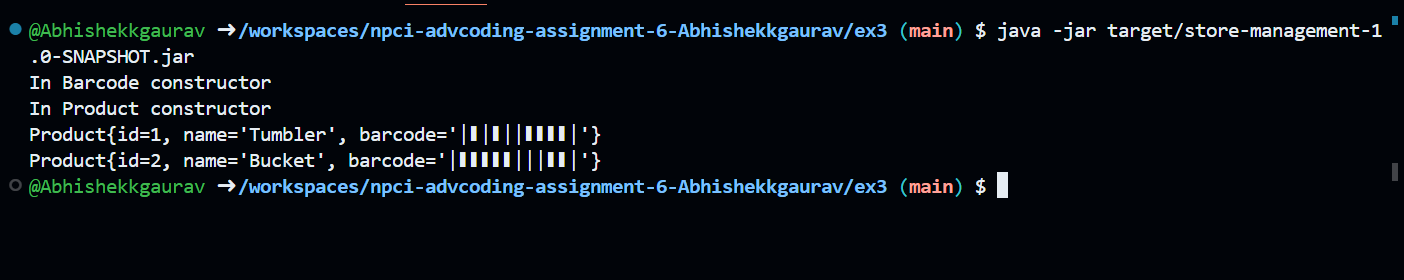 @Abhishekkgaurav ➜/workspaces/npci-advcoding-assignment-6-Abhishekkgaurav/ex3 (main) $ java -jar target/store-management-1
.0-SNAPSHOT.jar
In Barcode constructor
In Product constructor
Product{id=1, name='Tumbler', barcode='|▮|▮||▮▮▮▮|'}
Product{id=2, name='Bucket', barcode='|▮▮▮▮▮|||▮▮|'}
@Abhishekkgaurav ➜/workspaces/npci-advcoding-assignment-6-Abhishekkgaurav/ex3 (main) $